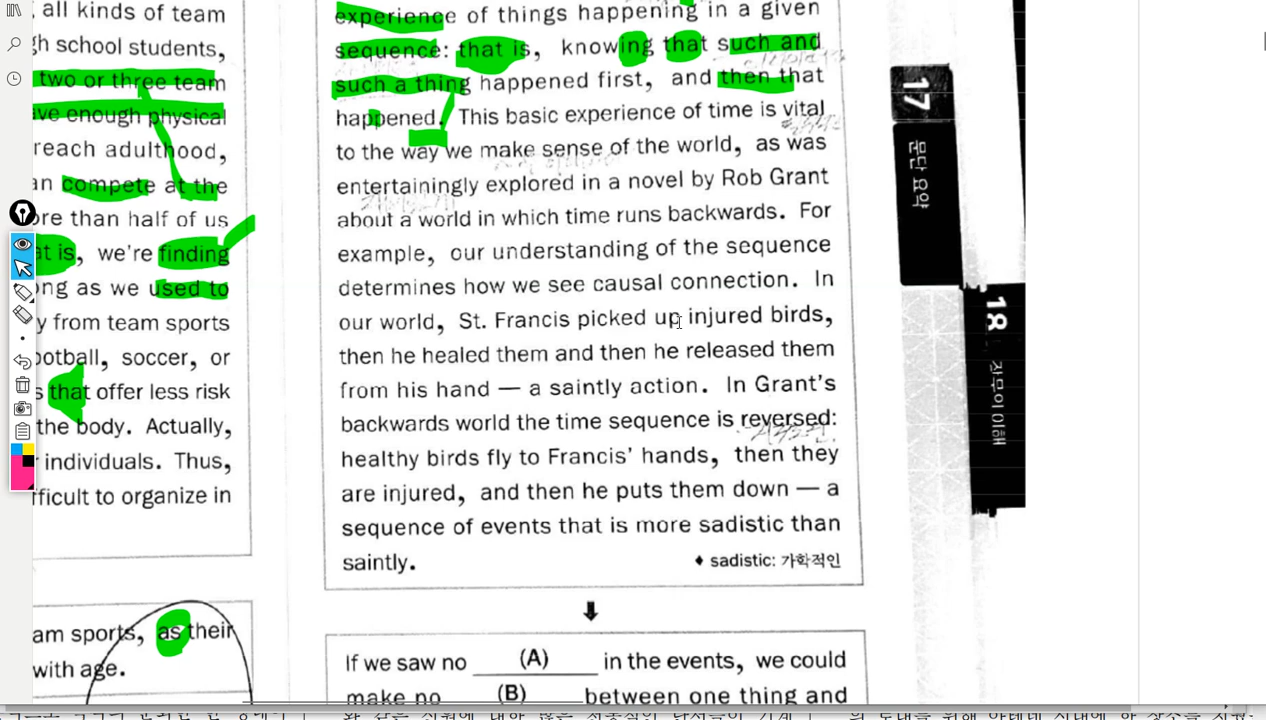 all kinds of team
gh school students,
two or three team
ave enough physical
reach adulthood,
an compete at the
ore than half of us
at is, we're finding
ong as we used to
y from team sports
ootball, soccer, or
s that offer less risk
the body. Actually,
individuals. Thus,
fficult to organize in
am sports, as their
with age.
experience of things happening in a given
sequence: that is, knowing that such and
such a thing happened first, and then that
happened. This basic experience of time is vital
to the way we make sense of the world, as was
entertainingly explored in a novel by Rob Grant
about a world in which time runs backwards. For
example, our understanding of the sequence
determines how we see causal connection. In
our world, St. Francis picked up injured birds,
then he healed them and then he released them
from his hand — a saintly action. In Grant's
backwards world the time sequence is reversed:
healthy birds fly to Francis' hands, then they
are injured, and then he puts them down — a
sequence of events that is more sadistic than
saintly.
♦ sadistic: 가학적인
If we saw no (A) in the events, we could
make no (B) between one thing and
17
문단 요약
18
장문의 이해